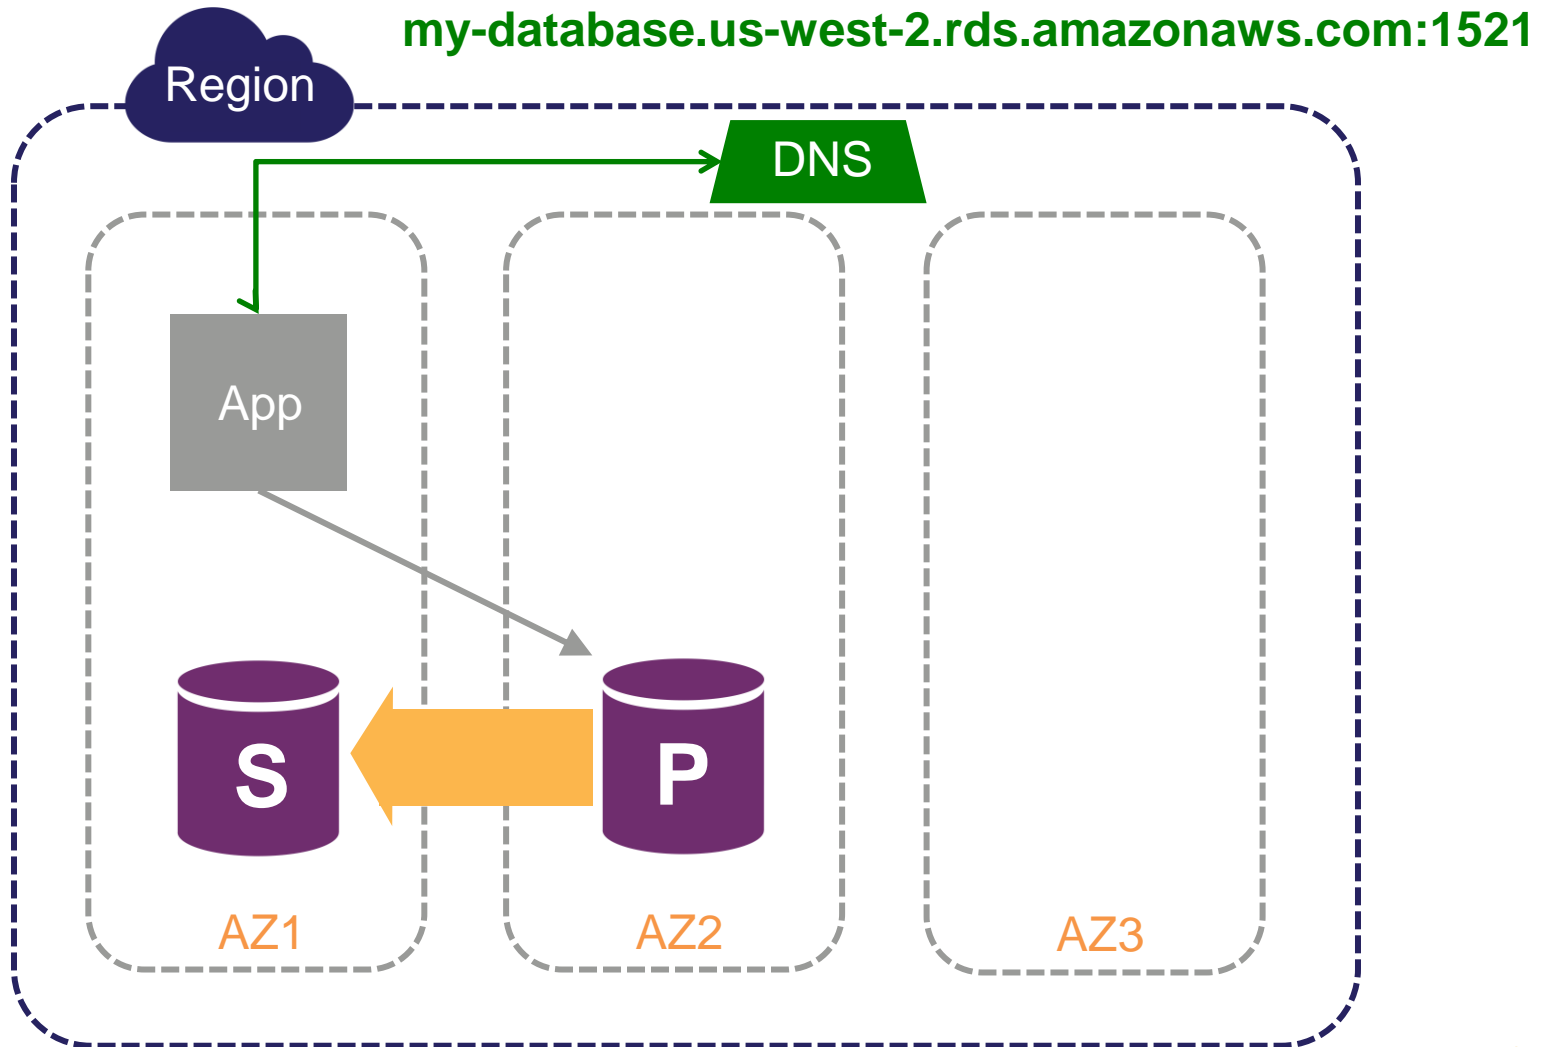 my-database.us-west-2.rds.amazonaws.com:1521
Region
DNS
App
S
P
AZ1
AZ2
AZ3